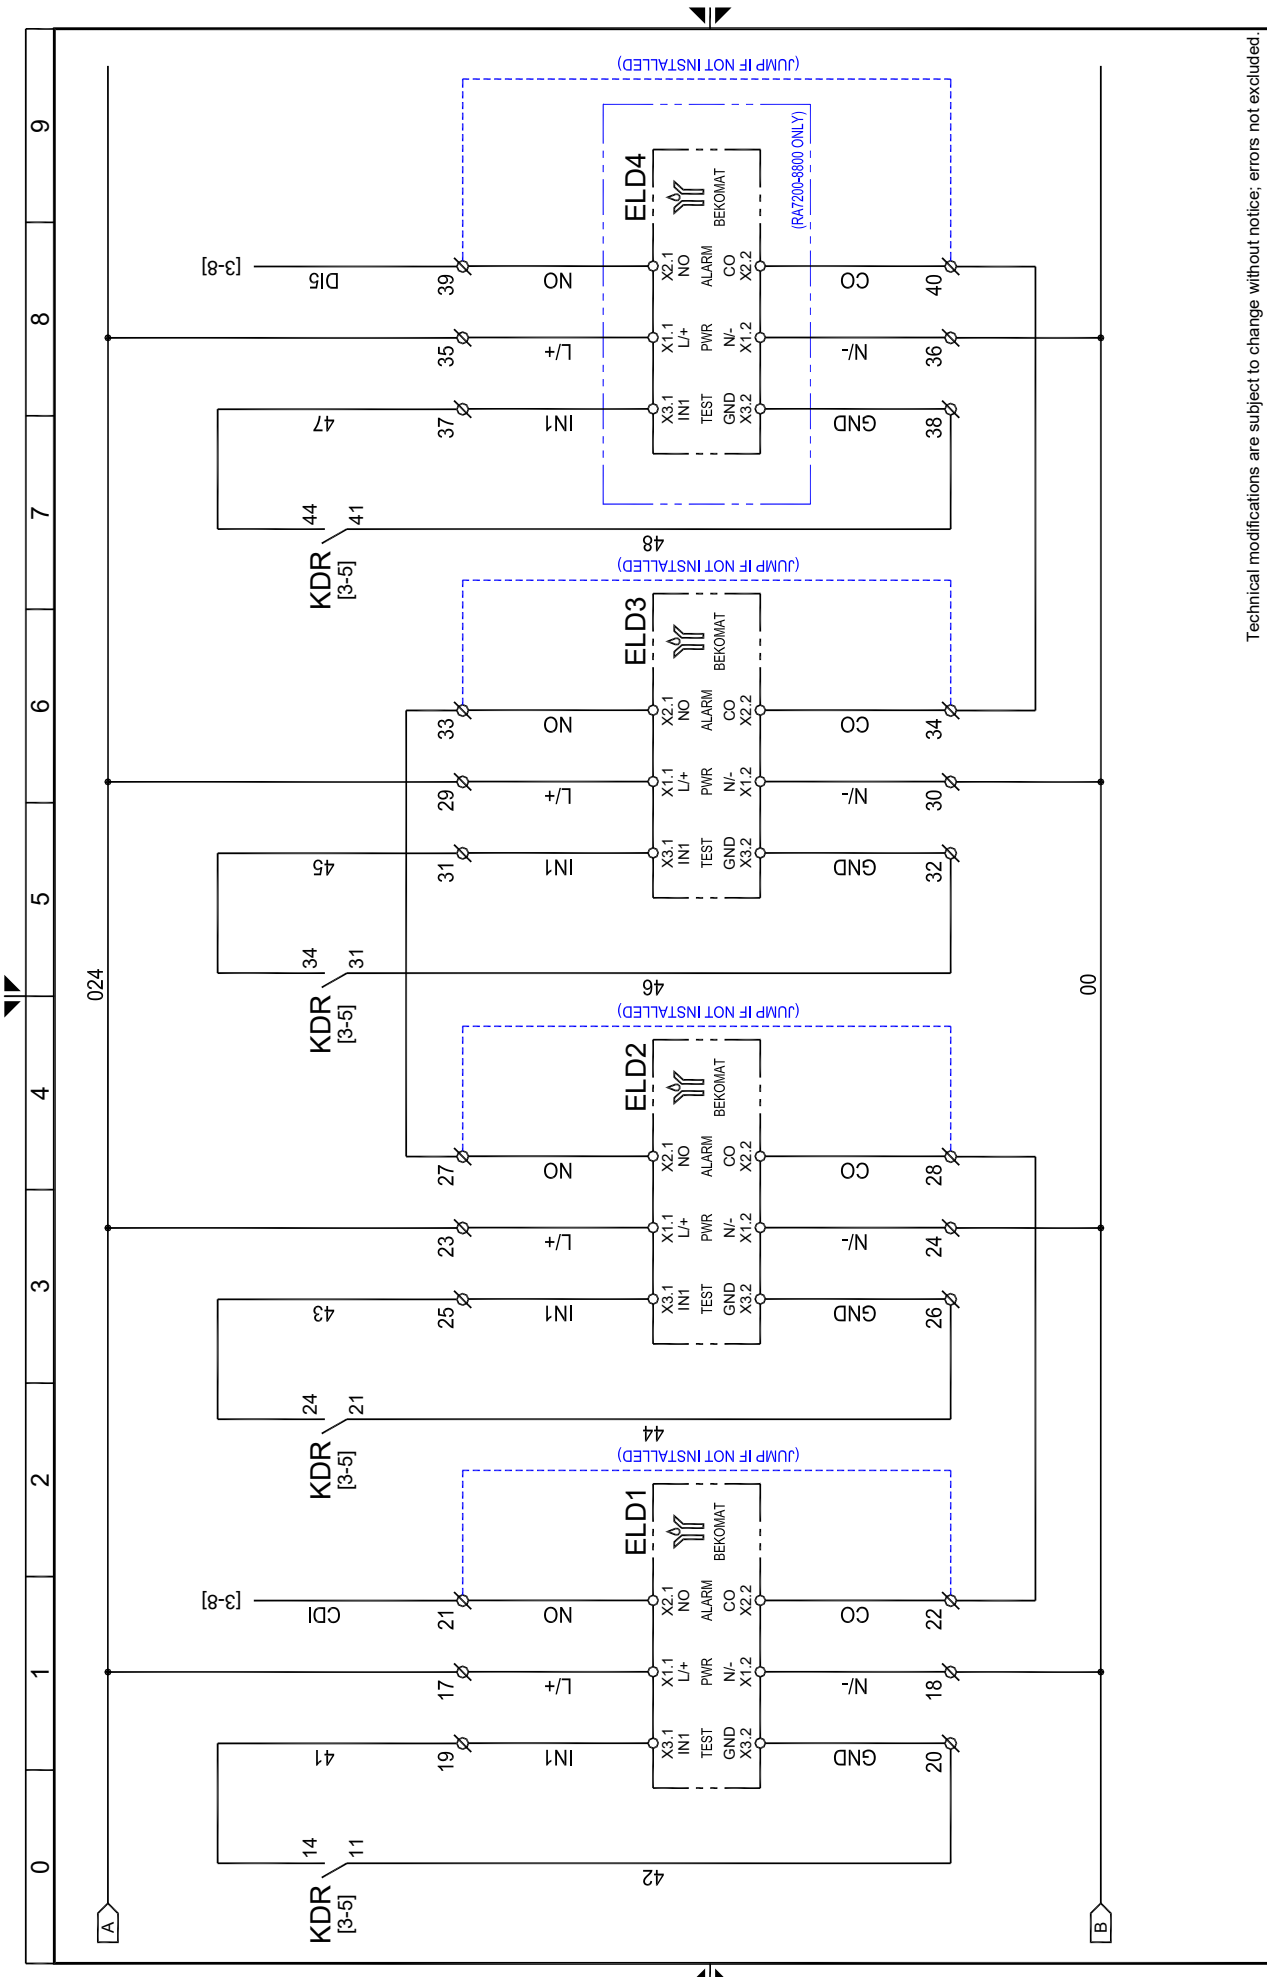 0
1
2
3
4
5
6
7
8
9
A
024
B
00
KDR
[3-5]
14
11
41
42
19
IN1
17
L/+
21
NO
CDI
[3-8]
ELD1
BEKOMAT
X3.1
IN1
TEST
GND
X3.2
X1.1
L/+
PWR
N/-
X1.2
X2.1
NO
ALARM
CO
X2.2
GND
20
N/-
18
CO
22
(JUMP IF NOT INSTALLED)
KDR
[3-5]
24
21
43
44
25
IN1
23
L/+
27
NO
ELD2
BEKOMAT
X3.1
IN1
TEST
GND
X3.2
X1.1
L/+
PWR
N/-
X1.2
X2.1
NO
ALARM
CO
X2.2
GND
26
N/-
24
CO
28
(JUMP IF NOT INSTALLED)
KDR
[3-5]
34
31
45
46
31
IN1
29
L/+
33
NO
ELD3
BEKOMAT
X3.1
IN1
TEST
GND
X3.2
X1.1
L/+
PWR
N/-
X1.2
X2.1
NO
ALARM
CO
X2.2
GND
32
N/-
30
CO
34
(JUMP IF NOT INSTALLED)
KDR
[3-5]
44
41
47
48
37
IN1
35
L/+
39
NO
DI5
[3-8]
ELD4
BEKOMAT
X3.1
IN1
TEST
GND
X3.2
X1.1
L/+
PWR
N/-
X1.2
X2.1
NO
ALARM
CO
X2.2
GND
38
N/-
36
CO
40
(RA7200-8800 ONLY)
(JUMP IF NOT INSTALLED)
Technical modifications are subject to change without notice; errors not excluded.